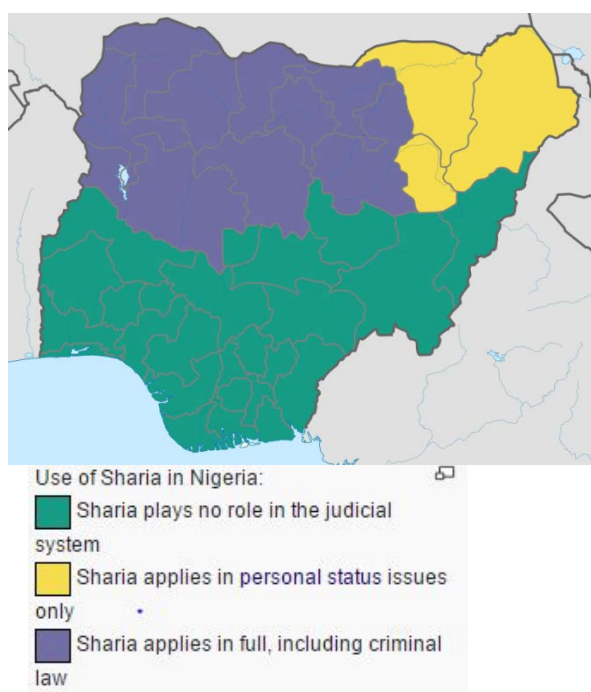 Use of Sharia in Nigeria:
Sharia plays no role in the judicial
system
Sharia applies in personal status issues
only
Sharia applies in full, including criminal
law